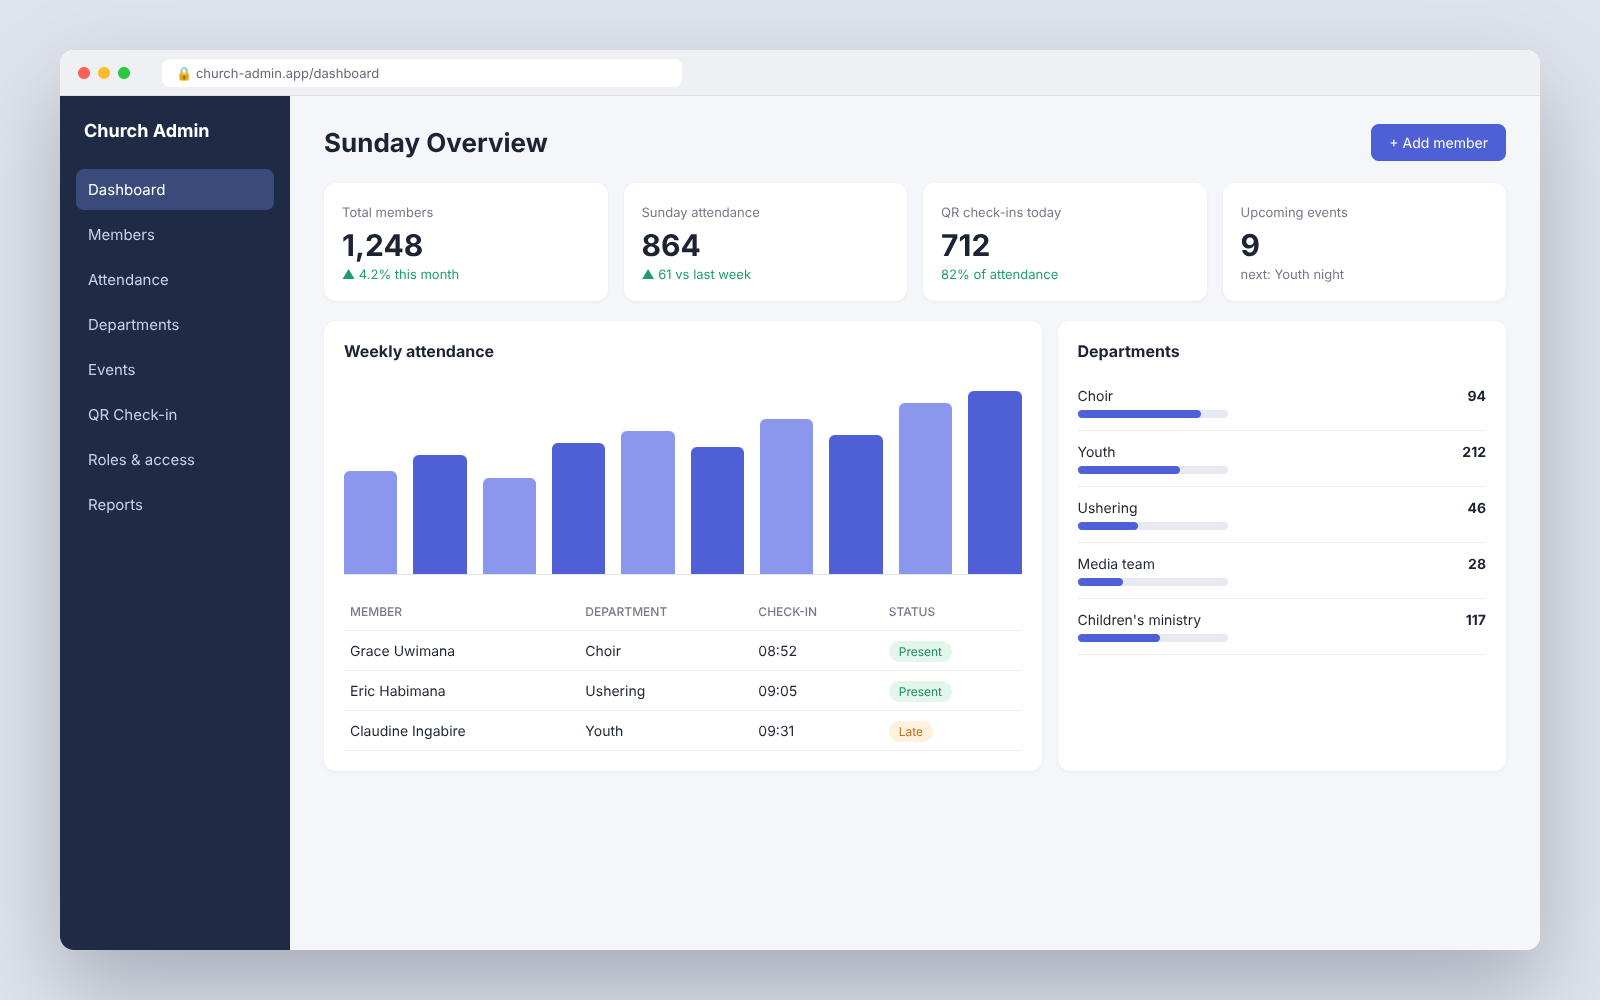 🔒 church-admin.app/dashboard
Church Admin
Dashboard
Members
Attendance
Departments
Events
QR Check-in
Roles & access
Reports
Sunday Overview
+ Add member
Total members
1,248
▲ 4.2% this month
Sunday attendance
864
▲ 61 vs last week
QR check-ins today
712
82% of attendance
Upcoming events
9
next: Youth night
Weekly attendance
MEMBER DEPARTMENT CHECK-IN STATUS
Grace Uwimana Choir 08:52 Present
Eric Habimana Ushering 09:05 Present
Claudine Ingabire Youth 09:31 Late
Departments
Choir 94
Youth 212
Ushering 46
Media team 28
Children's ministry 117